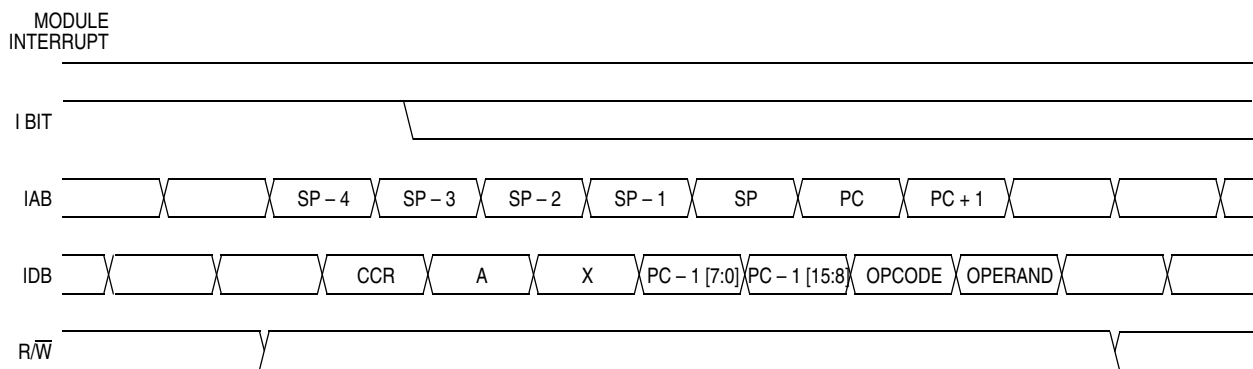 MODULE
INTERRUPT
I BIT
IAB SP – 4 SP – 3 SP – 2 SP – 1 SP PC PC + 1
IDB CCR A X PC – 1 [7:0] PC – 1 [15:8] OPCODE OPERAND
R/W̅